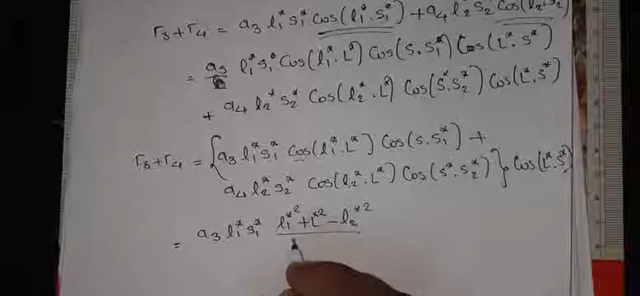 r₃+r₄ = a₃ l₁* s₁* cos(l₁*.s₁*) + a₄ l₂* s₂* cos(l₂*.s₂*)
= a₃ l₁* s₁* Cos(l₁*.L*) Cos(S.S₁*) Cos(L*.S*)
+ a₄ l₂* s₂* Cos(l₂*.L*) Cos(S*.S₂*) Cos(L*.S*)
r₃+r₄ = {a₃ l₁* s₁* Cos(l₁*.L*) Cos(S.S₁*) +
a₄ l₂* s₂* Cos(l₂*.L*) Cos(S*.S₂*)} Cos(L*.S*)
= a₃ l₁* s₁* l₁*² + L*² − l₂*²